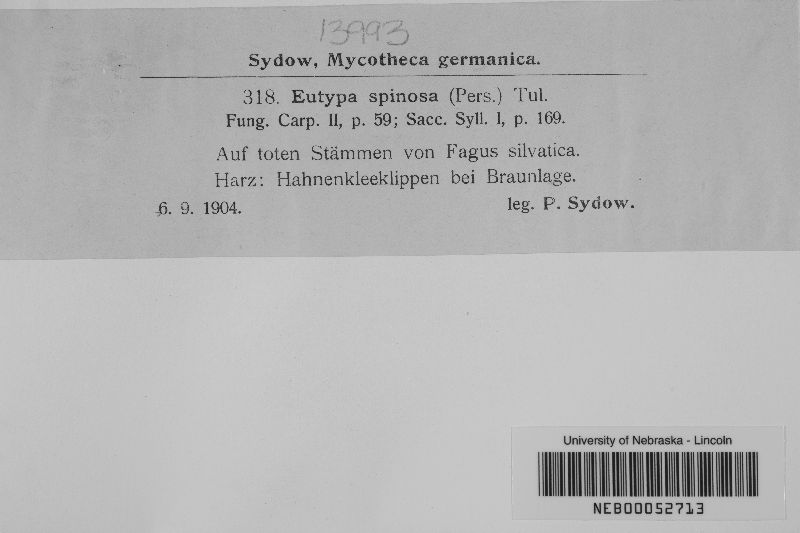 13993
Sydow, Mycotheca germanica.
318. Eutypa spinosa (Pers.) Tul.
Fung. Carp. II, p. 59; Sacc. Syll. I, p. 169.
Auf toten Stämmen von Fagus silvatica.
Harz: Hahnenkleeklippen bei Braunlage.
6. 9. 1904. leg. P. Sydow.
University of Nebraska - Lincoln
NEB00052713